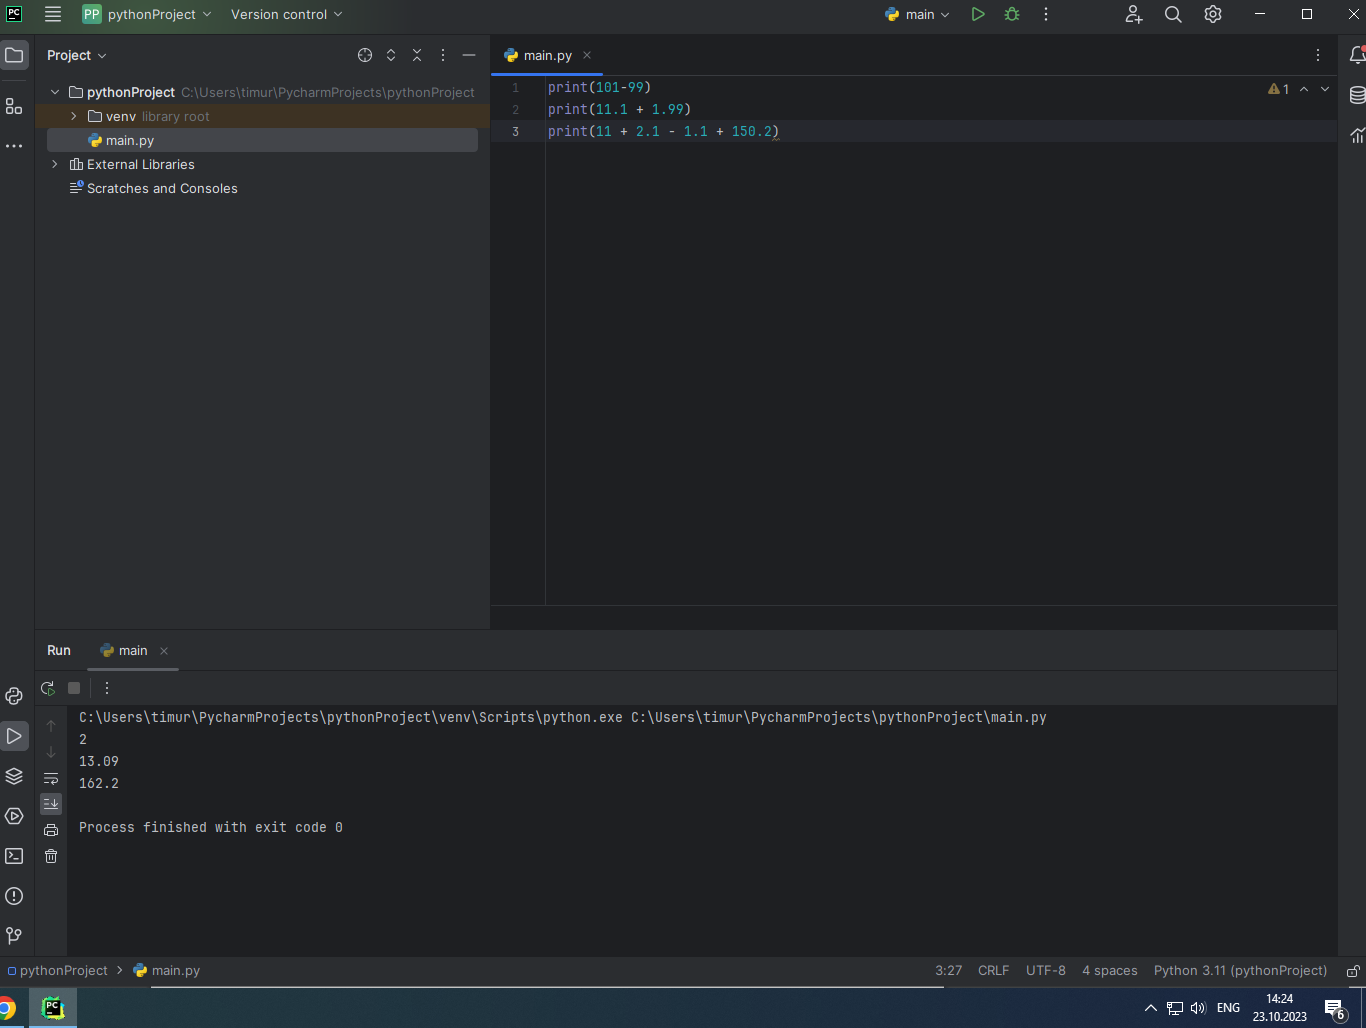 PC PP pythonProject Version control main
Project
main.py
pythonProject C:\Users\timur\PycharmProjects\pythonProject
venv library root
main.py
External Libraries
Scratches and Consoles
1 print(101-99)
2 print(11.1 + 1.99)
3 print(11 + 2.1 - 1.1 + 150.2)
1
Run main
C:\Users\timur\PycharmProjects\pythonProject\venv\Scripts\python.exe C:\Users\timur\PycharmProjects\pythonProject\main.py
2
13.09
162.2
Process finished with exit code 0
pythonProject main.py
3:27 CRLF UTF-8 4 spaces Python 3.11 (pythonProject)
PC
ENG
14:24
23.10.2023
6